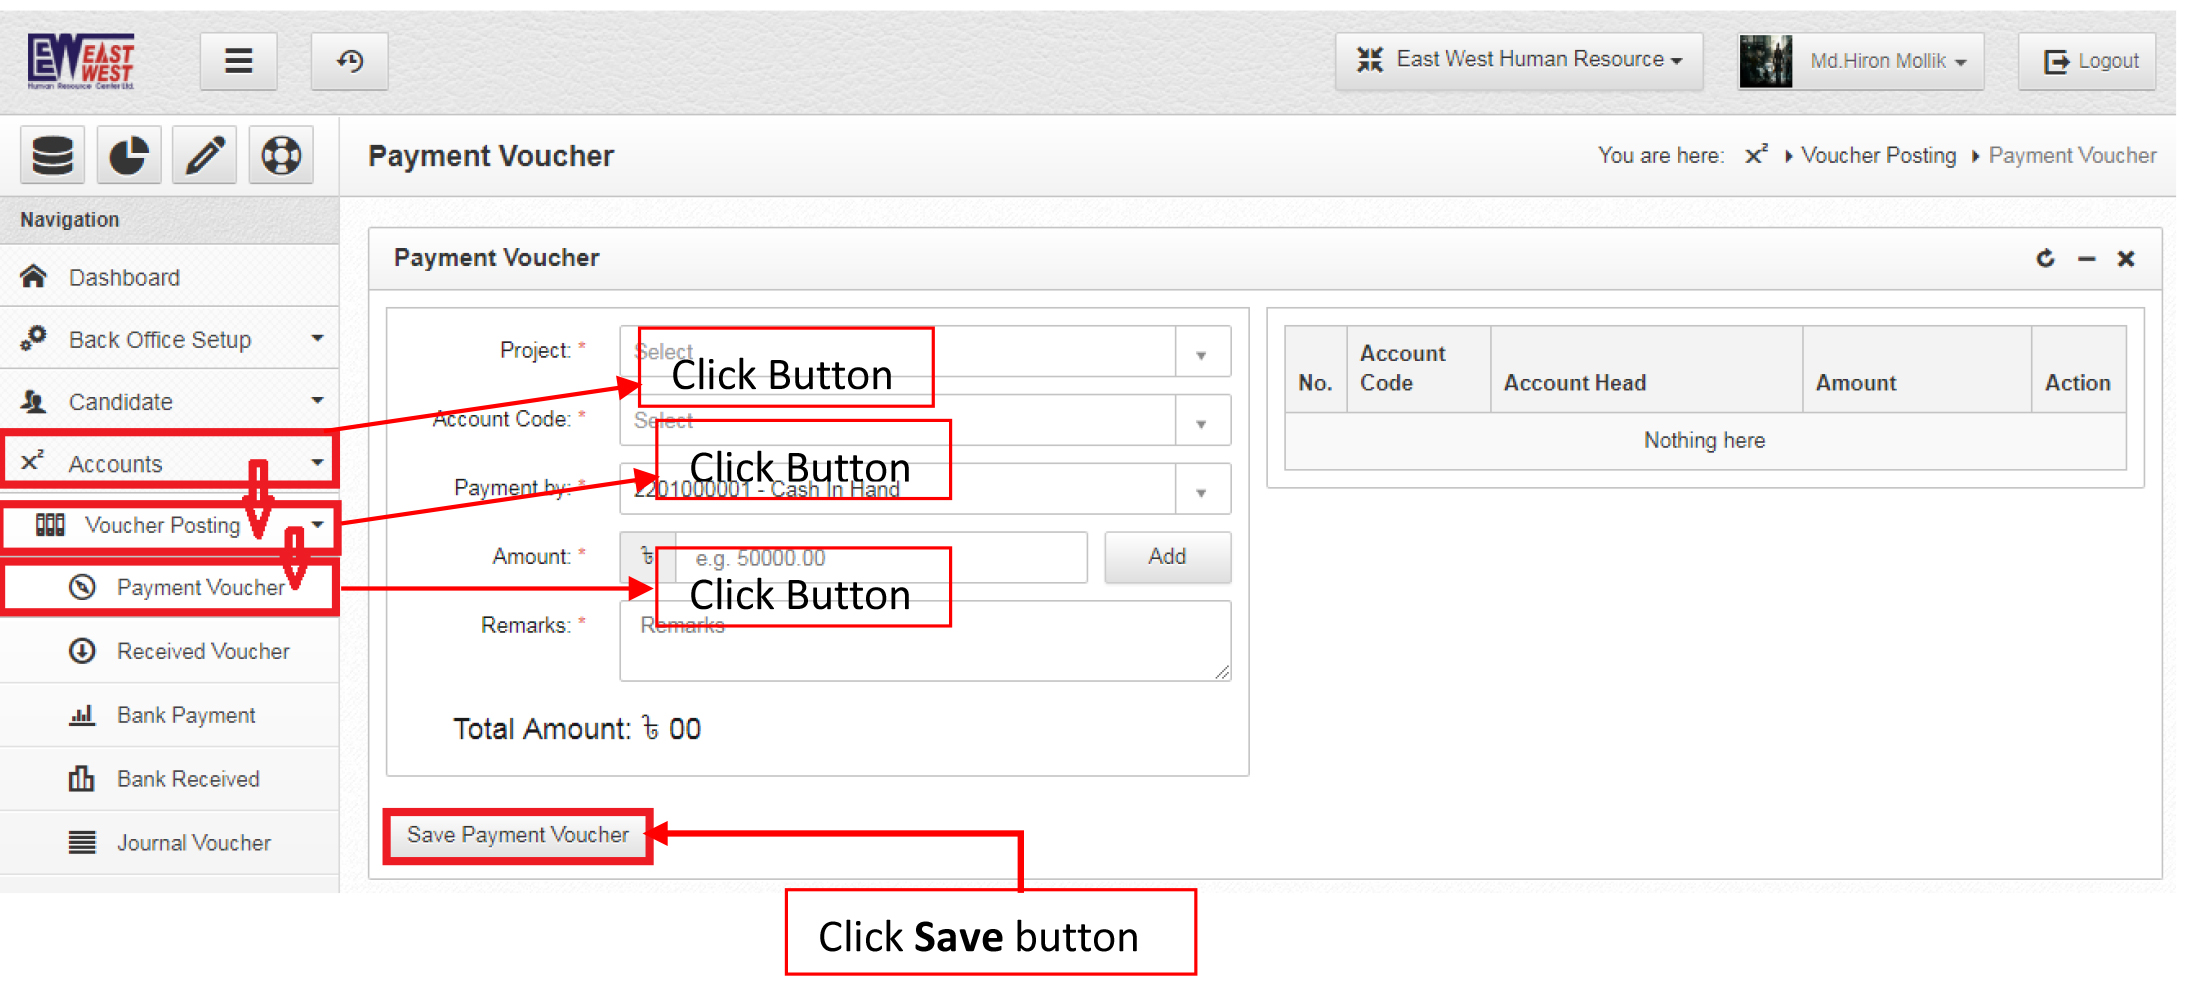 EW EAST
WEST
Human Resource Center Ltd.
East West Human Resource
Md.Hiron Mollik
Logout
Payment Voucher
You are here: x² Voucher Posting Payment Voucher
Navigation
Dashboard
Back Office Setup
Candidate
x² Accounts
Voucher Posting
Payment Voucher
Received Voucher
Bank Payment
Bank Received
Journal Voucher
Payment Voucher
Project: *
Select
Click Button
Account Code: *
Select
Click Button
Payment by: *
2201000001 - Cash In Hand
Amount: *
৳ e.g. 50000.00
Add
Click Button
Remarks: *
Remarks
Total Amount: ৳ 00
No. Account Code Account Head Amount Action
Nothing here
Save Payment Voucher
Click Save button